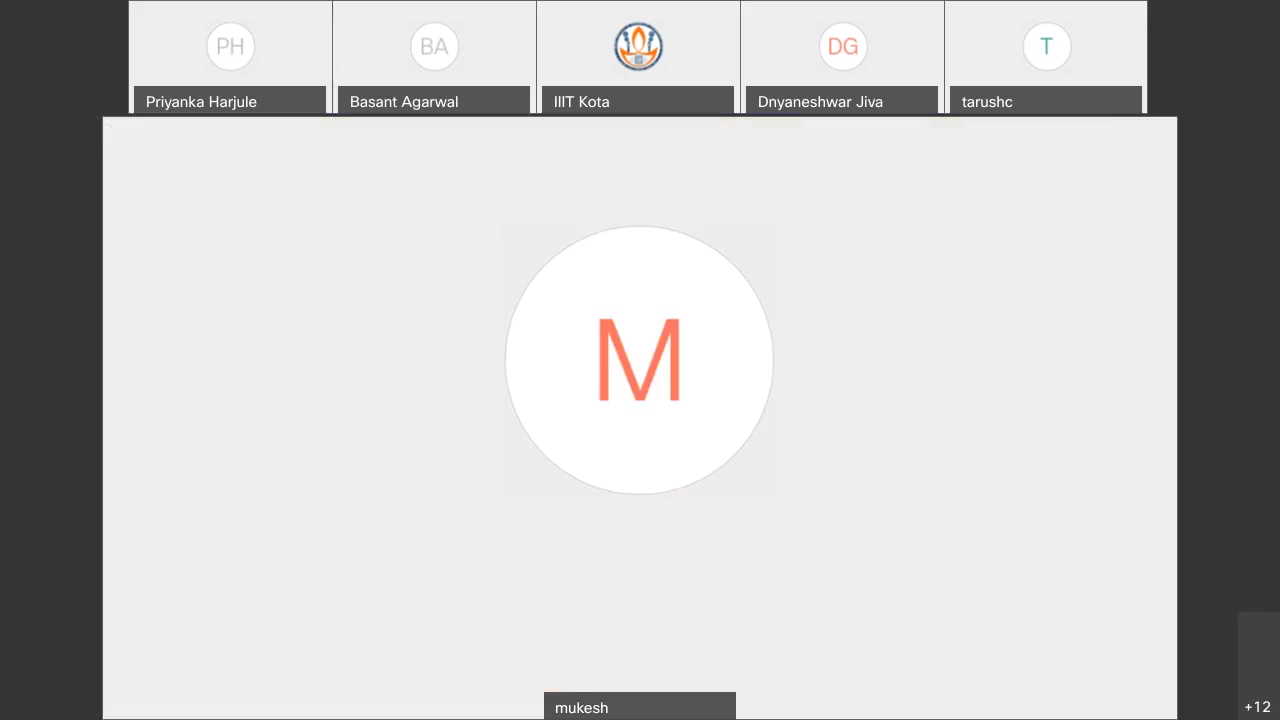 PH
BA
DG
T
Priyanka Harjule
Basant Agarwal
IIIT Kota
Dnyaneshwar Jiva
tarushc
M
mukesh
+12